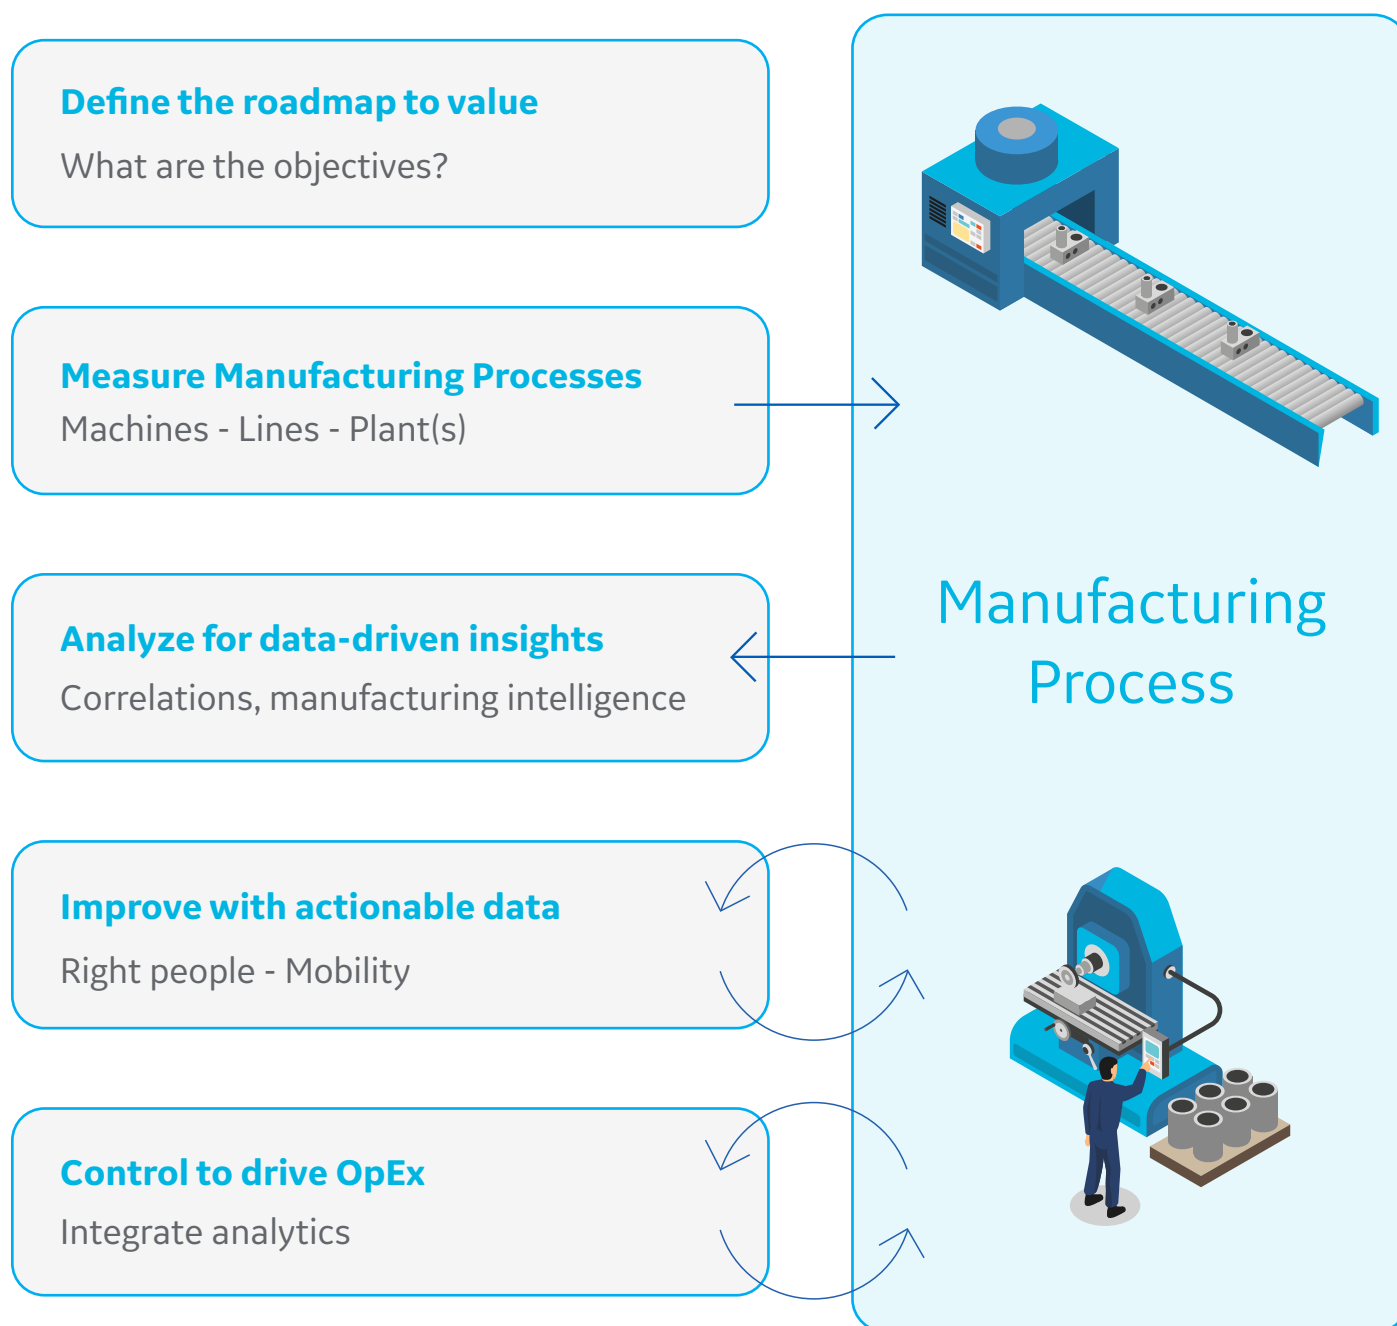 Define the roadmap to value
What are the objectives?
Measure Manufacturing Processes
Machines - Lines - Plant(s)
Analyze for data-driven insights
Correlations, manufacturing intelligence
Improve with actionable data
Right people - Mobility
Control to drive OpEx
Integrate analytics
Manufacturing
Process